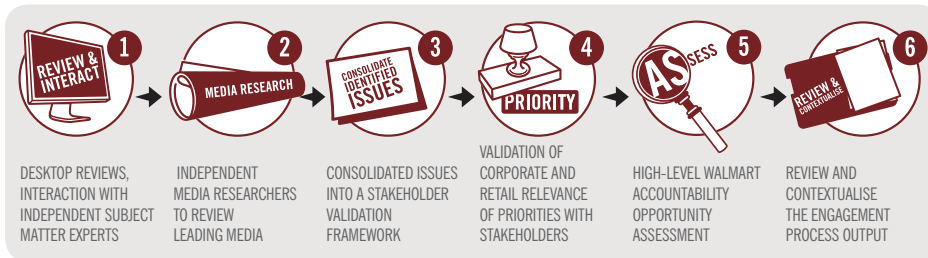 1
REVIEW &
INTERACT
DESKTOP REVIEWS,
INTERACTION WITH
INDEPENDENT SUBJECT
MATTER EXPERTS
2
MEDIA RESEARCH
INDEPENDENT
MEDIA RESEARCHERS
TO REVIEW
LEADING MEDIA
3
CONSOLIDATE
IDENTIFIED
ISSUES
CONSOLIDATED ISSUES
INTO A STAKEHOLDER
VALIDATION
FRAMEWORK
4
PRIORITY
VALIDATION OF
CORPORATE AND
RETAIL RELEVANCE
OF PRIORITIES WITH
STAKEHOLDERS
5
ASSESS
HIGH-LEVEL WALMART
ACCOUNTABILITY
OPPORTUNITY
ASSESSMENT
6
REVIEW &
CONTEXTUALISE
REVIEW AND
CONTEXTUALISE
THE ENGAGEMENT
PROCESS OUTPUT